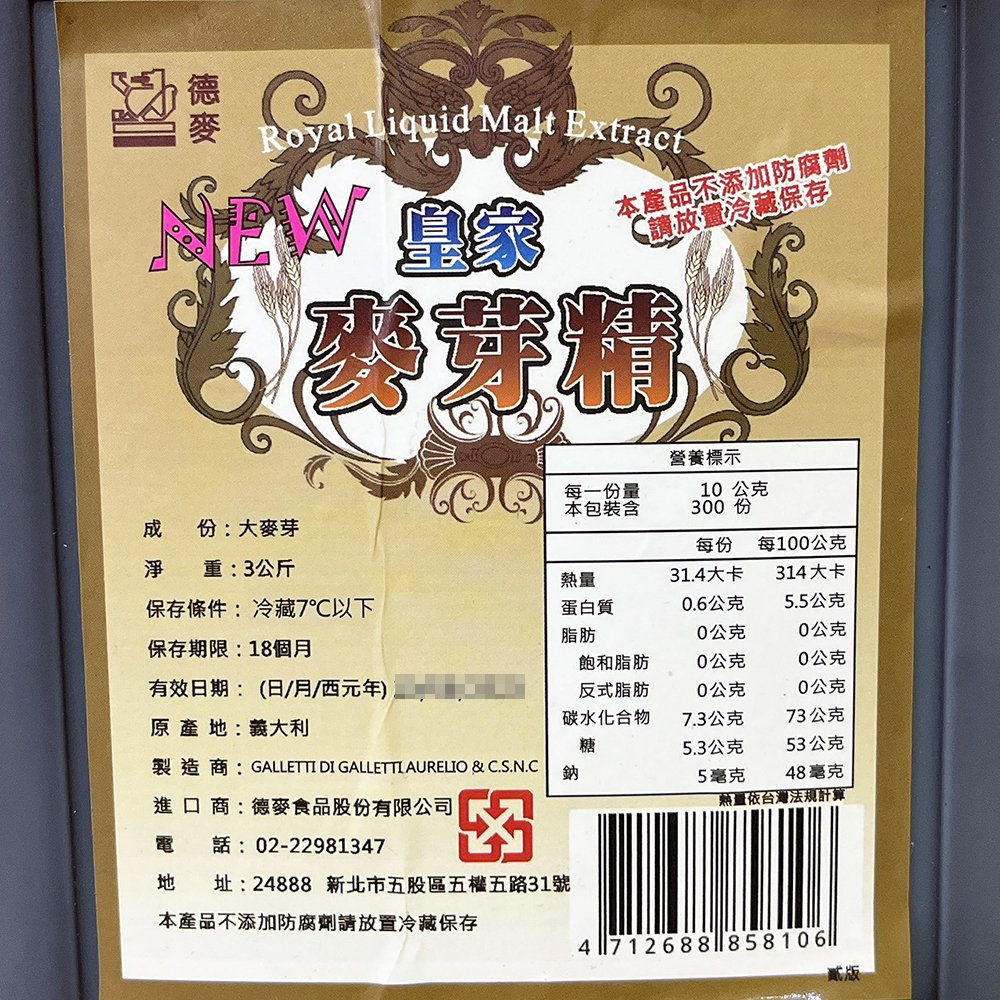 德麥
Royal Liquid Malt Extract
本產品不添加防腐劑
請放置冷藏保存
NEW 皇家
麥芽精
營養標示
每一份量 10 公克
本包裝含 300 份
每份 每100公克
熱量 31.4大卡 314大卡
蛋白質 0.6公克 5.5公克
脂肪 0公克 0公克
飽和脂肪 0公克 0公克
反式脂肪 0公克 0公克
碳水化合物 7.3公克 73公克
糖 5.3公克 53公克
鈉 5毫克 48毫克
熱量依台灣法規計算
成 份：大麥芽
淨 重：3公斤
保存條件：冷藏7℃以下
保存期限：18個月
有效日期：(日/月/西元年)
原 產 地：義大利
製 造 商：GALLETTI DI GALLETTI AURELIO & C.S.N.C
進 口 商：德麥食品股份有限公司
電 話：02-22981347
地 址：24888 新北市五股區五權五路31號
本產品不添加防腐劑請放置冷藏保存
4 712688 858106
貳版